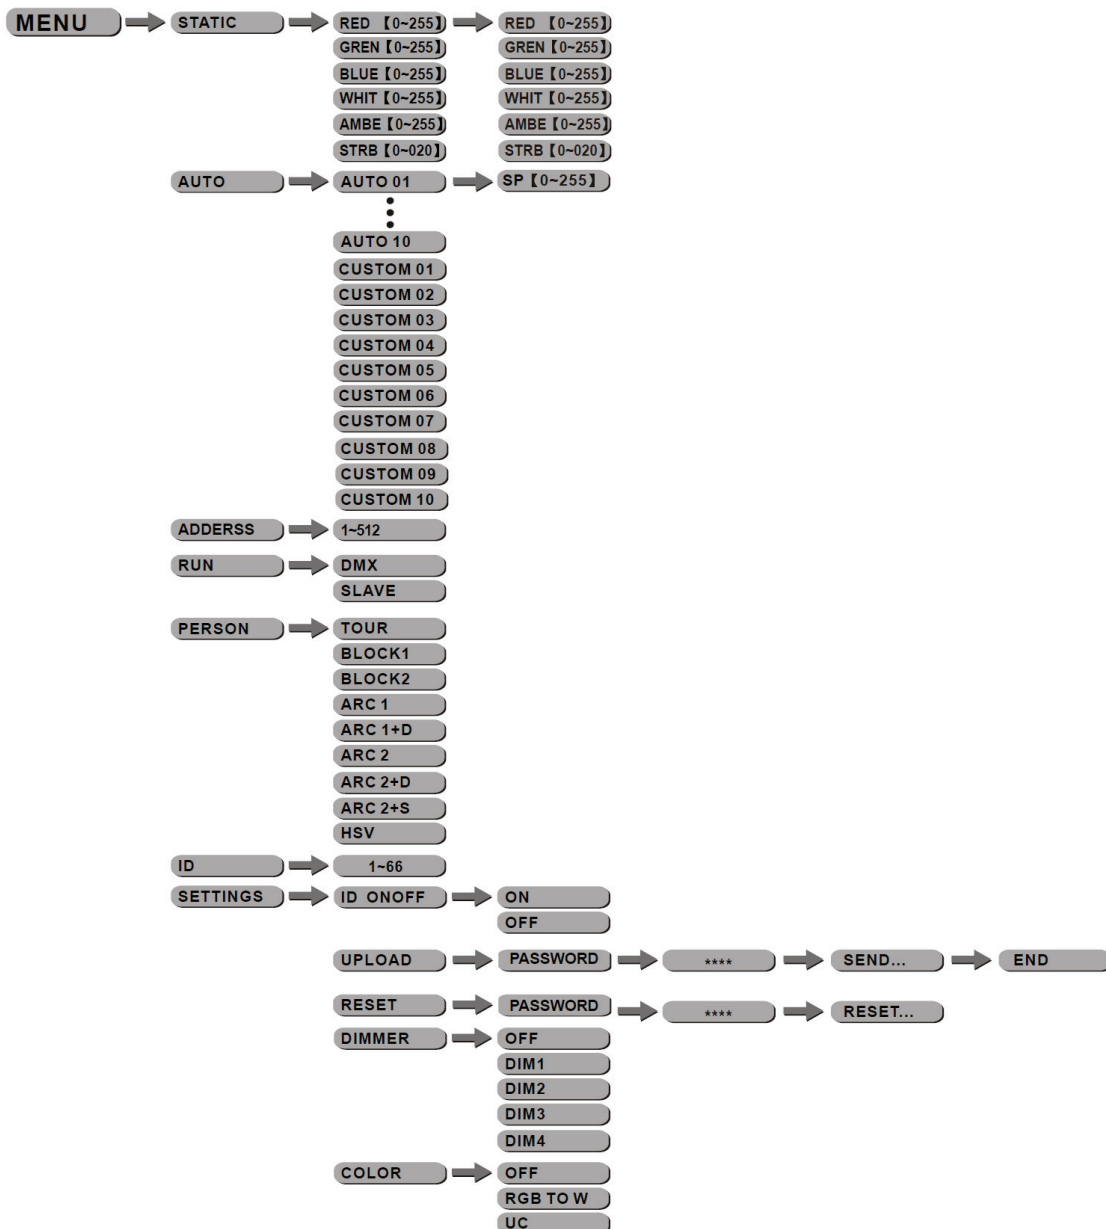 MENU STATIC RED 【0~255】 RED 【0~255】
GREN【0~255】 GREN【0~255】
BLUE【0~255】 BLUE【0~255】
WHIT【0~255】 WHIT【0~255】
AMBE【0~255】 AMBE【0~255】
STRB【0~020】 STRB【0~020】
AUTO AUTO 01 SP【0~255】
AUTO 10
CUSTOM 01
CUSTOM 02
CUSTOM 03
CUSTOM 04
CUSTOM 05
CUSTOM 06
CUSTOM 07
CUSTOM 08
CUSTOM 09
CUSTOM 10
ADDERSS 1~512
RUN DMX
SLAVE
PERSON TOUR
BLOCK1
BLOCK2
ARC 1
ARC 1+D
ARC 2
ARC 2+D
ARC 2+S
HSV
ID 1~66
SETTINGS ID ONOFF ON
OFF
UPLOAD PASSWORD **** SEND... END
RESET PASSWORD **** RESET...
DIMMER OFF
DIM1
DIM2
DIM3
DIM4
COLOR OFF
RGB TO W
UC